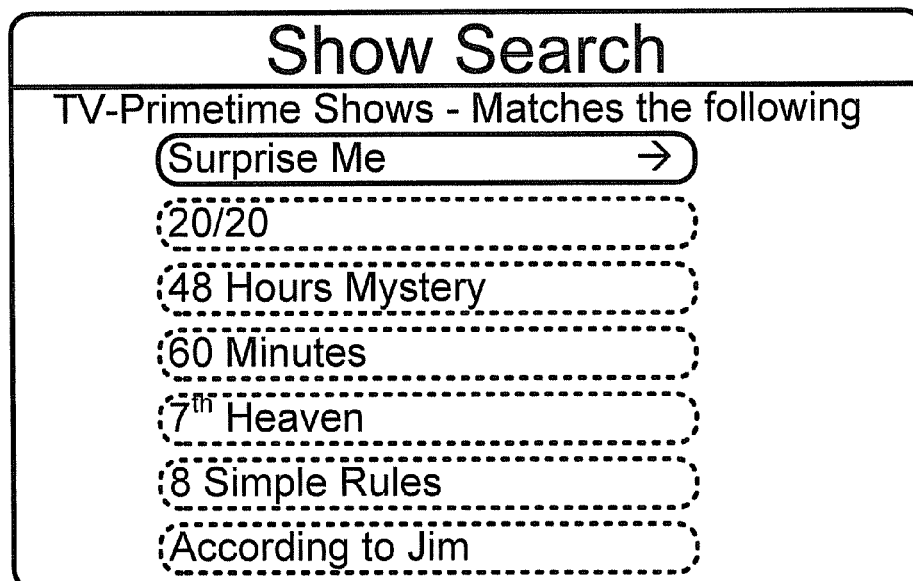 Show Search
TV-Primetime Shows - Matches the following
Surprise Me →
20/20
48 Hours Mystery
60 Minutes
7th Heaven
8 Simple Rules
According to Jim